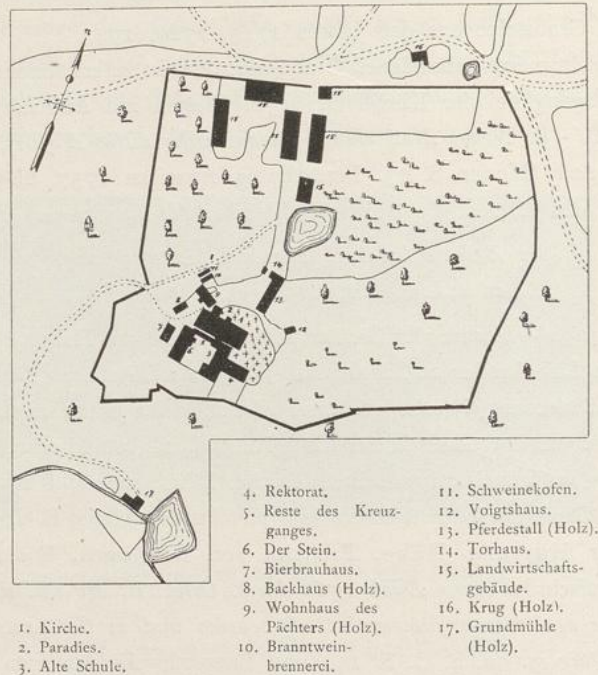 1. Kirche.
2. Paradies.
3. Alte Schule.
4. Rektorat.
5. Reste des Kreuz-
ganges.
6. Der Stein.
7. Bierbrauhaus.
8. Backhaus (Holz).
9. Wohnhaus des
Pächters (Holz).
10. Branntwein-
brennerei.
11. Schweinekofen.
12. Voigtshaus.
13. Pferdestall (Holz).
14. Torhaus.
15. Landwirtschafts-
gebäude.
16. Krug (Holz).
17. Grundmühle
(Holz).